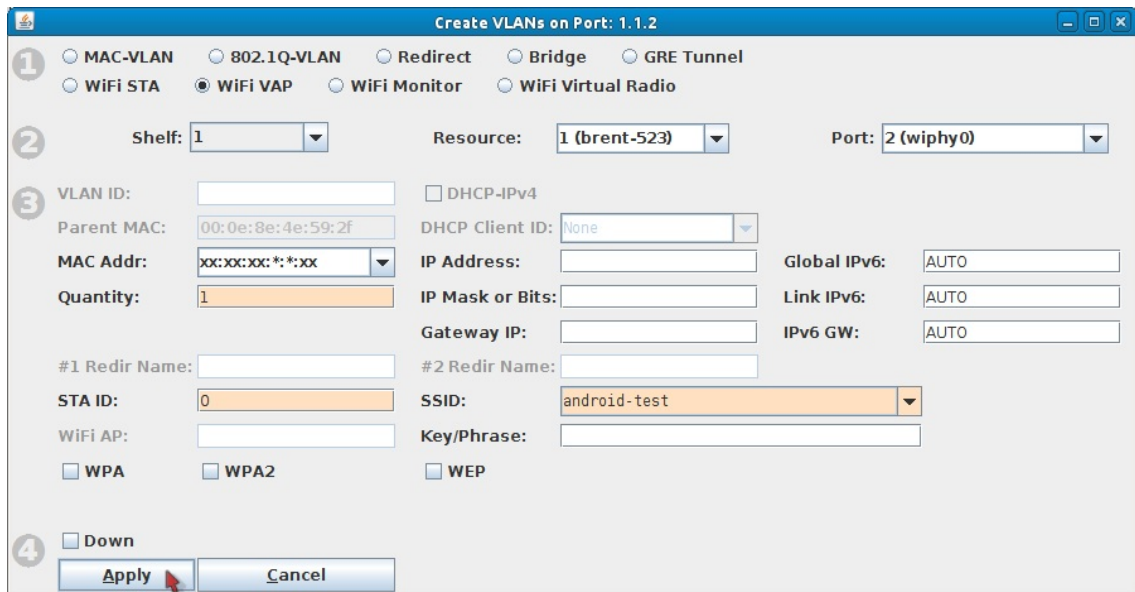 Create VLANs on Port: 1.1.2
1 MAC-VLAN 802.1Q-VLAN Redirect Bridge GRE Tunnel
WiFi STA WiFi VAP WiFi Monitor WiFi Virtual Radio
2 Shelf: 1 Resource: 1 (brent-523) Port: 2 (wiphy0)
3 VLAN ID: DHCP-IPv4
Parent MAC: 00:0e:8e:4e:59:2f DHCP Client ID: None
MAC Addr: xx:xx:xx:*:*:xx IP Address: Global IPv6: AUTO
Quantity: 1 IP Mask or Bits: Link IPv6: AUTO
Gateway IP: IPv6 GW: AUTO
#1 Redir Name: #2 Redir Name:
STA ID: 0 SSID: android-test
WiFi AP: Key/Phrase:
WPA WPA2 WEP
4 Down
Apply Cancel